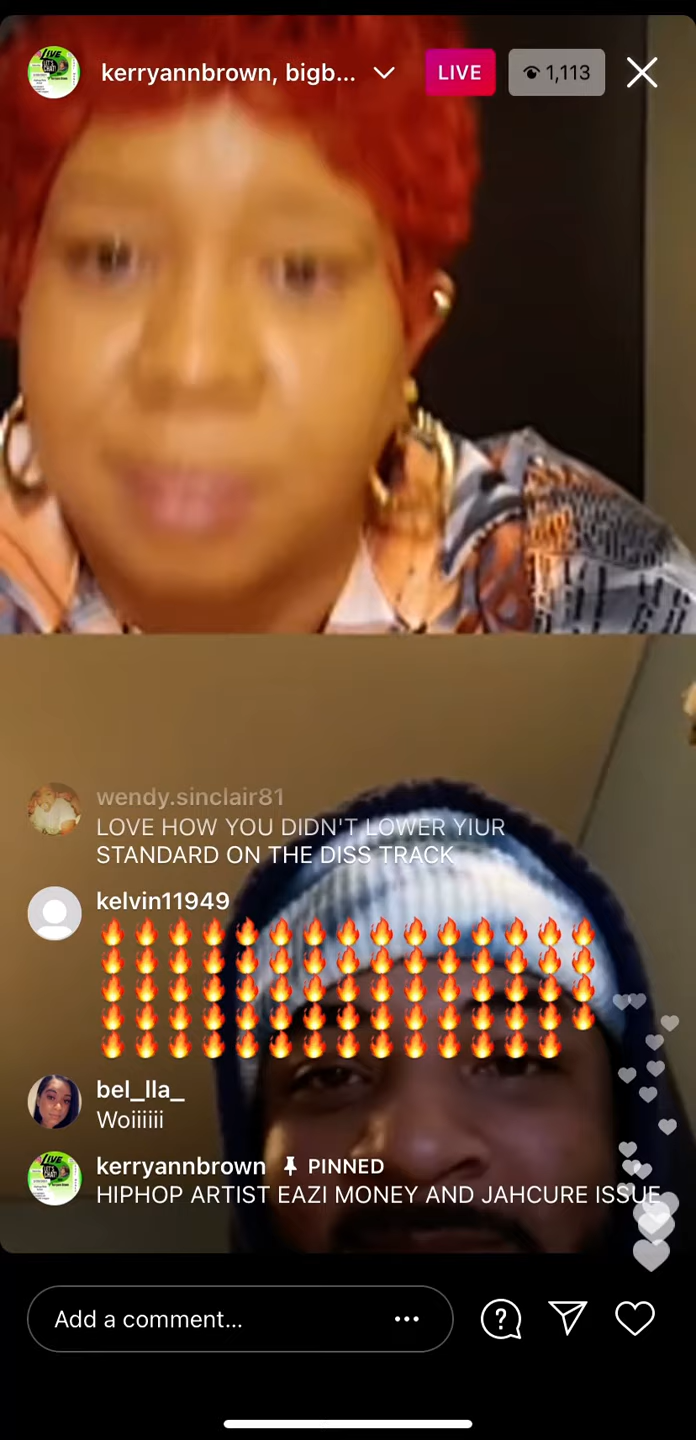 kerryannbrown, bigb...
LIVE
1,113
wendy.sinclair81
LOVE HOW YOU DIDN'T LOWER YIUR
STANDARD ON THE DISS TRACK
kelvin11949
🔥🔥🔥🔥🔥🔥🔥🔥🔥🔥🔥🔥🔥🔥🔥
🔥🔥🔥🔥🔥🔥🔥🔥🔥🔥🔥🔥🔥🔥🔥
🔥🔥🔥🔥🔥🔥🔥🔥🔥🔥🔥🔥🔥🔥🔥
🔥🔥🔥🔥🔥🔥🔥🔥🔥🔥🔥🔥🔥🔥🔥
🔥🔥🔥🔥🔥🔥🔥🔥🔥🔥🔥🔥🔥🔥
bel_lla_
Woiiiiii
kerryannbrown PINNED
HIPHOP ARTIST EAZI MONEY AND JAHCURE ISSUE
Add a comment...